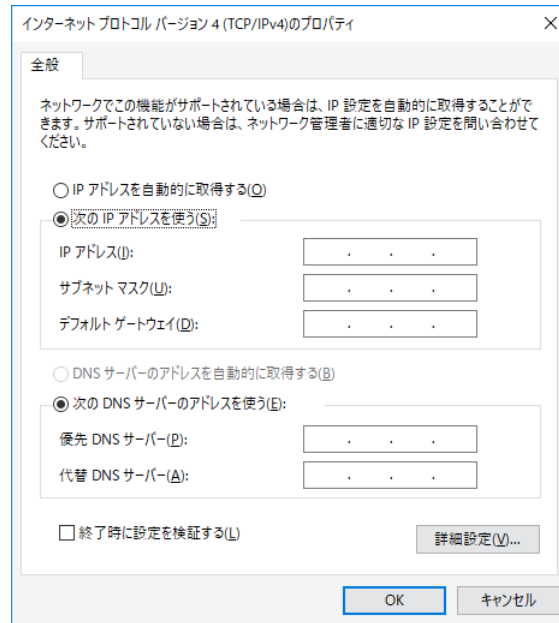 インターネット プロトコル バージョン 4 (TCP/IPv4)のプロパティ
全般
ネットワークでこの機能がサポートされている場合は、IP 設定を自動的に取得することがで
きます。サポートされていない場合は、ネットワーク管理者に適切な IP 設定を問い合わせて
ください。
IP アドレスを自動的に取得する(O)
次の IP アドレスを使う(S):
IP アドレス(I):
サブネット マスク(U):
デフォルト ゲートウェイ(D):
DNS サーバーのアドレスを自動的に取得する(B)
次の DNS サーバーのアドレスを使う(E):
優先 DNS サーバー(P):
代替 DNS サーバー(A):
終了時に設定を検証する(L)
詳細設定(V)...
OK
キャンセル